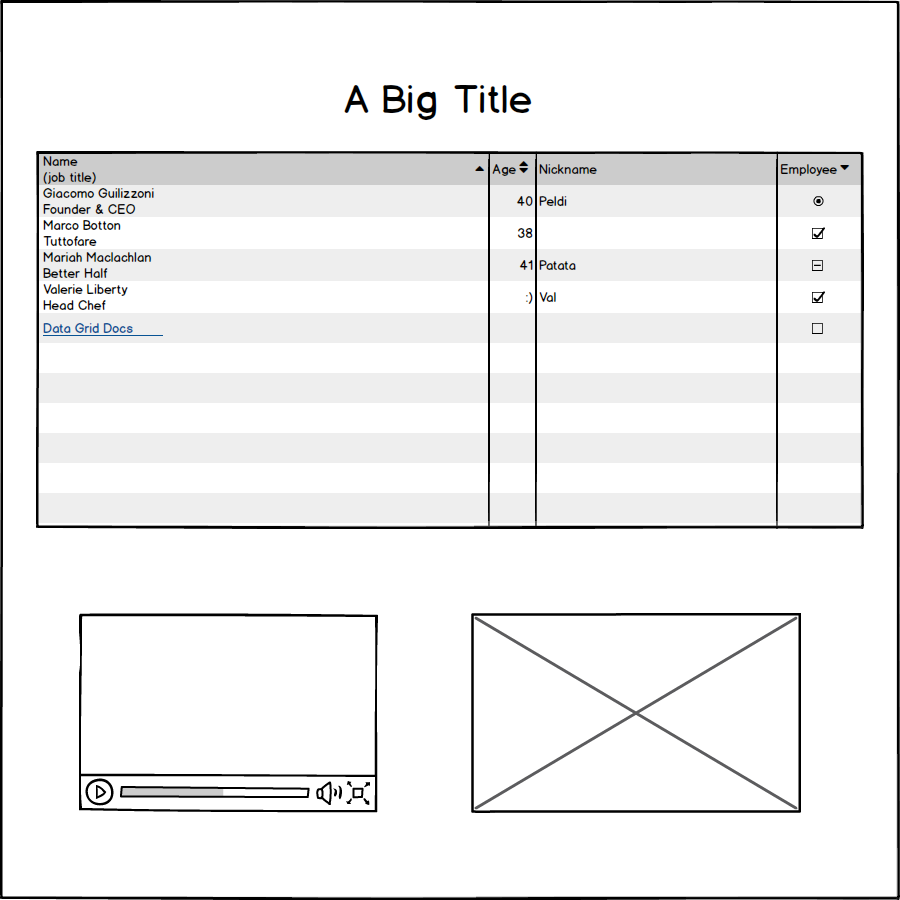 A Big Title
Name
(job title)
Age
Nickname
Employee
Giacomo Guilizzoni
Founder & CEO
40
Peldi
Marco Botton
Tuttofare
38
Mariah Maclachlan
Better Half
41
Patata
Valerie Liberty
Head Chef
:)
Val
Data Grid Docs